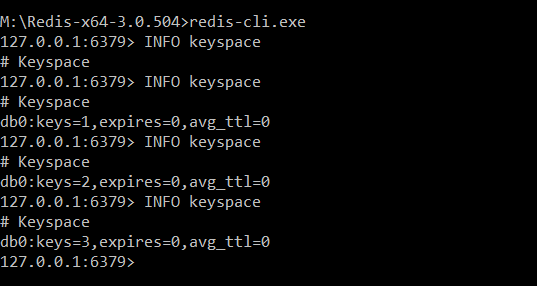 M:\Redis-x64-3.0.504>redis-cli.exe
127.0.0.1:6379> INFO keyspace
# Keyspace
127.0.0.1:6379> INFO keyspace
# Keyspace
db0:keys=1,expires=0,avg_ttl=0
127.0.0.1:6379> INFO keyspace
# Keyspace
db0:keys=2,expires=0,avg_ttl=0
127.0.0.1:6379> INFO keyspace
# Keyspace
db0:keys=3,expires=0,avg_ttl=0
127.0.0.1:6379>